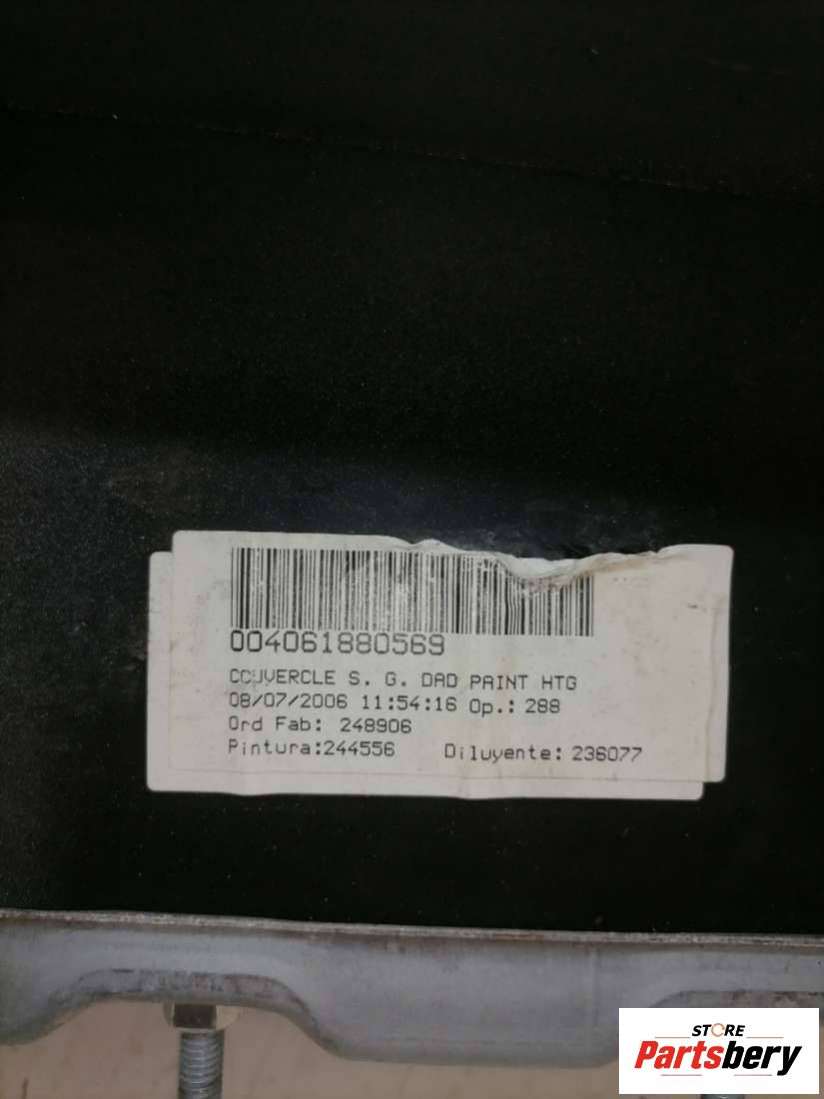 004061880569
COUVERCLE S. G. DAD PAINT HTG
08/07/2006 11:54:16 Op.: 288
Ord Fab: 248906
Pintura:244556 Diluyente: 236077
STORE
Partsbery